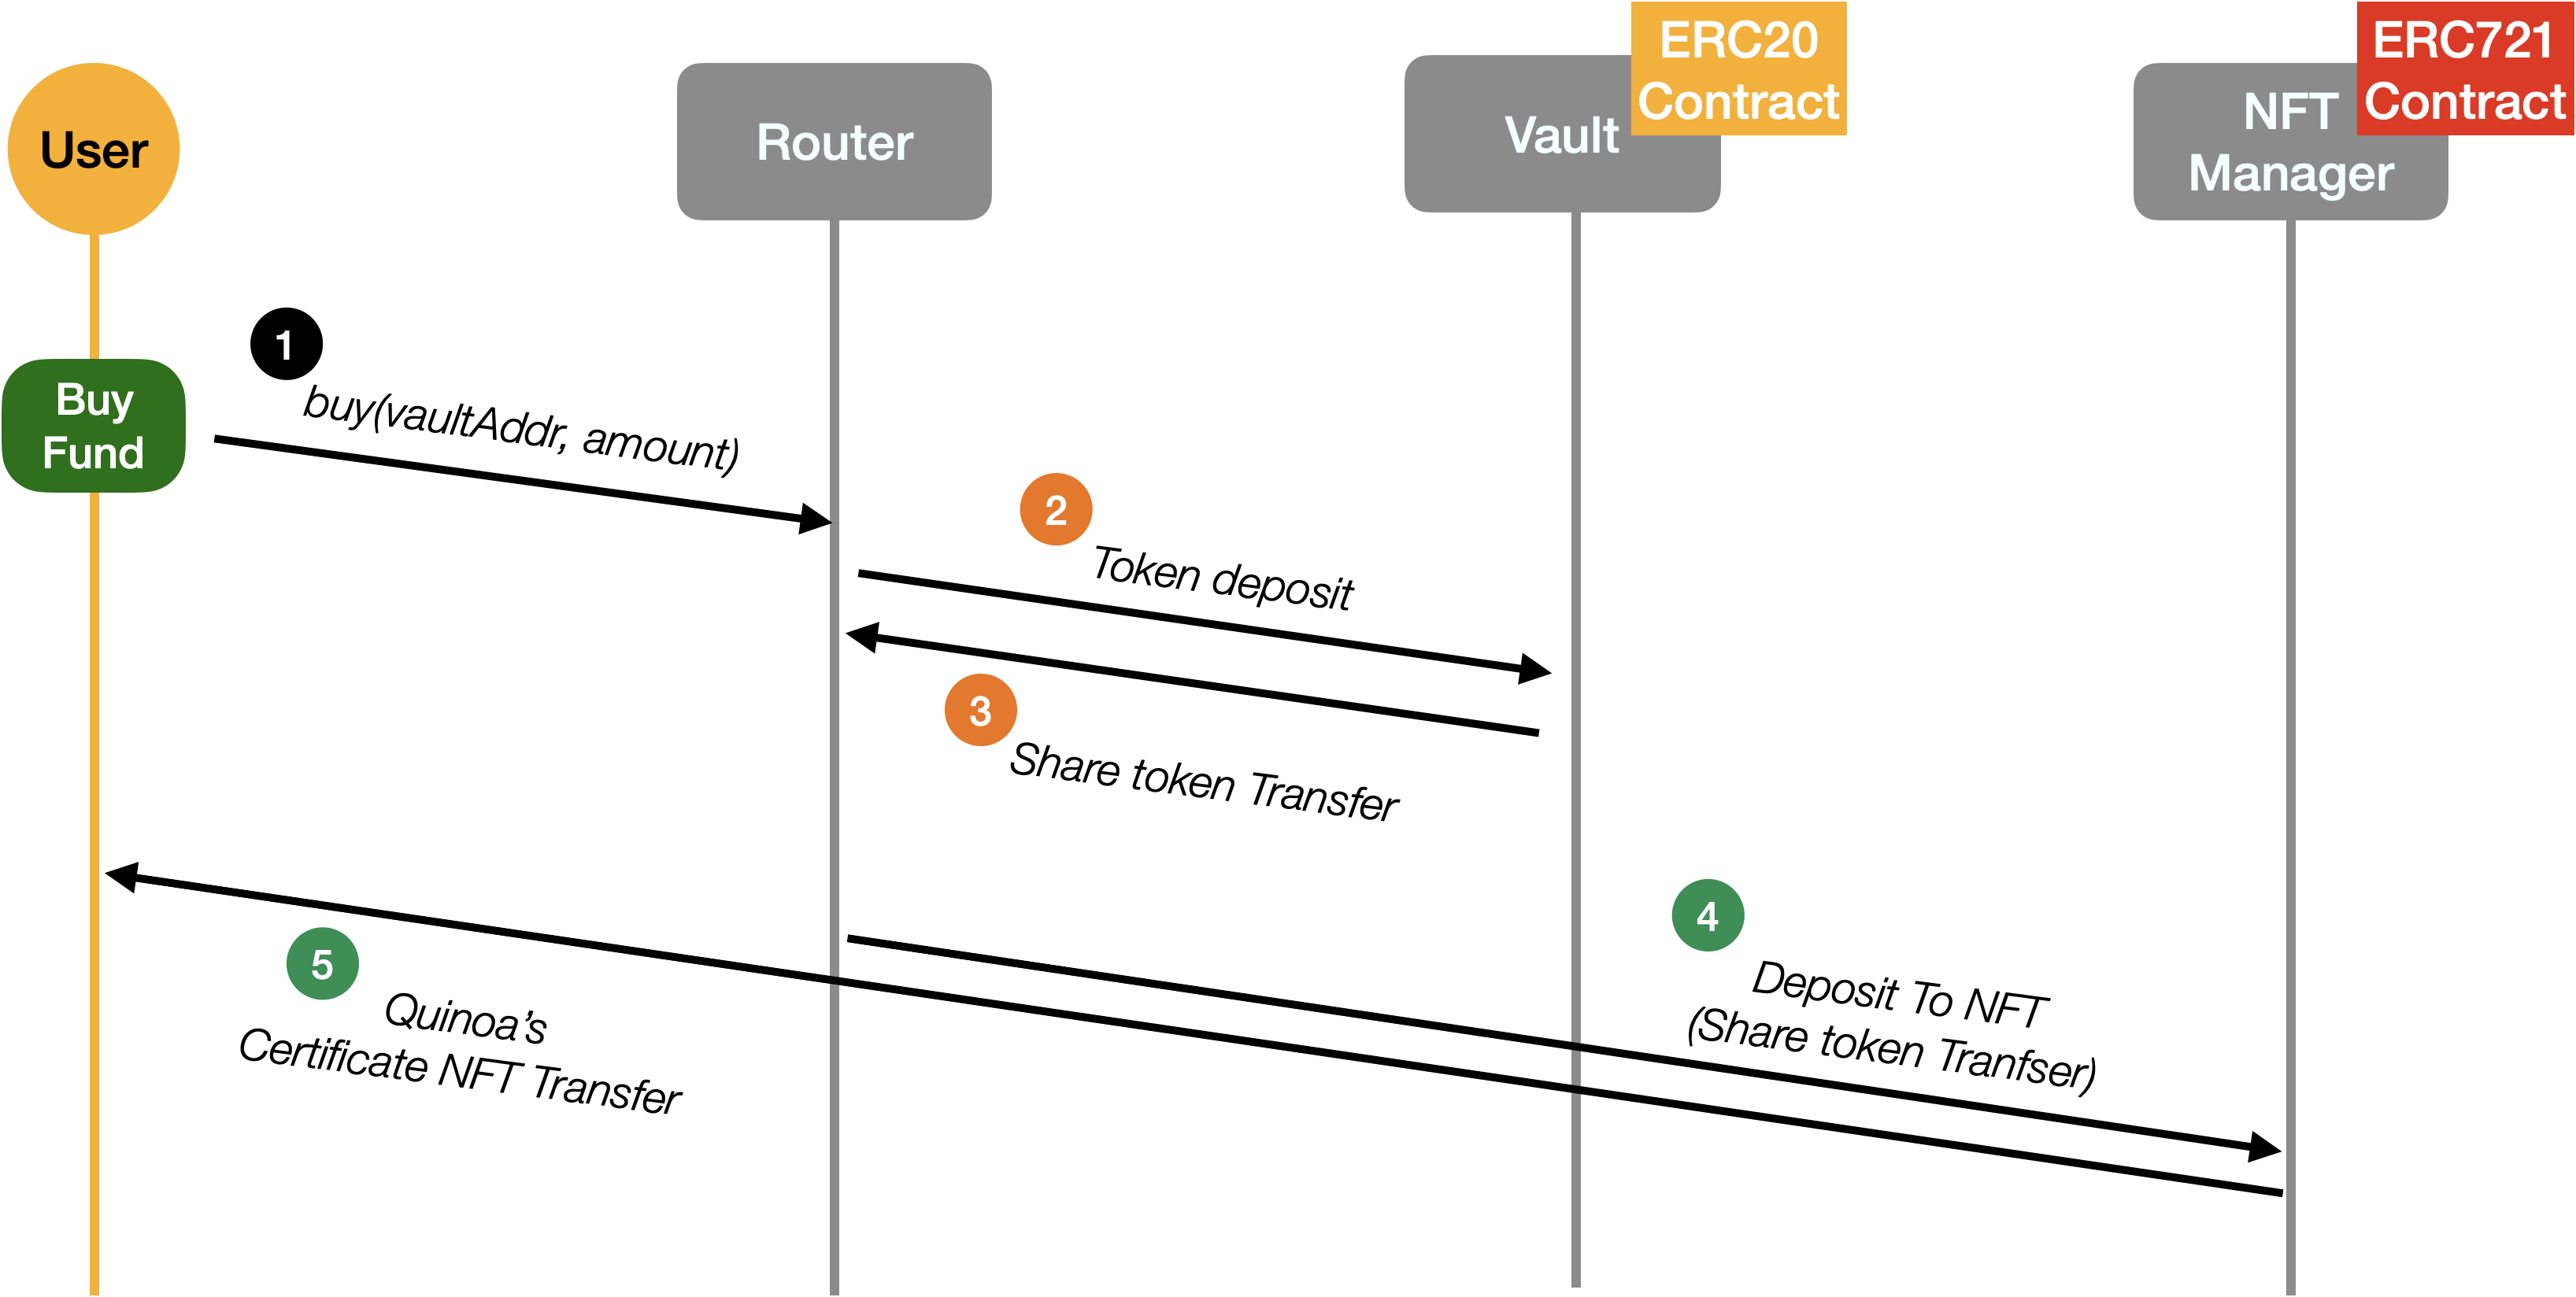 User
Router
Vault
ERC20
Contract
NFT
Manager
ERC721
Contract
Buy
Fund
1
buy(vaultAddr, amount)
2
Token deposit
3
Share token Transfer
4
Deposit To NFT
(Share token Tranfser)
5
Quinoa’s
Certificate NFT Transfer